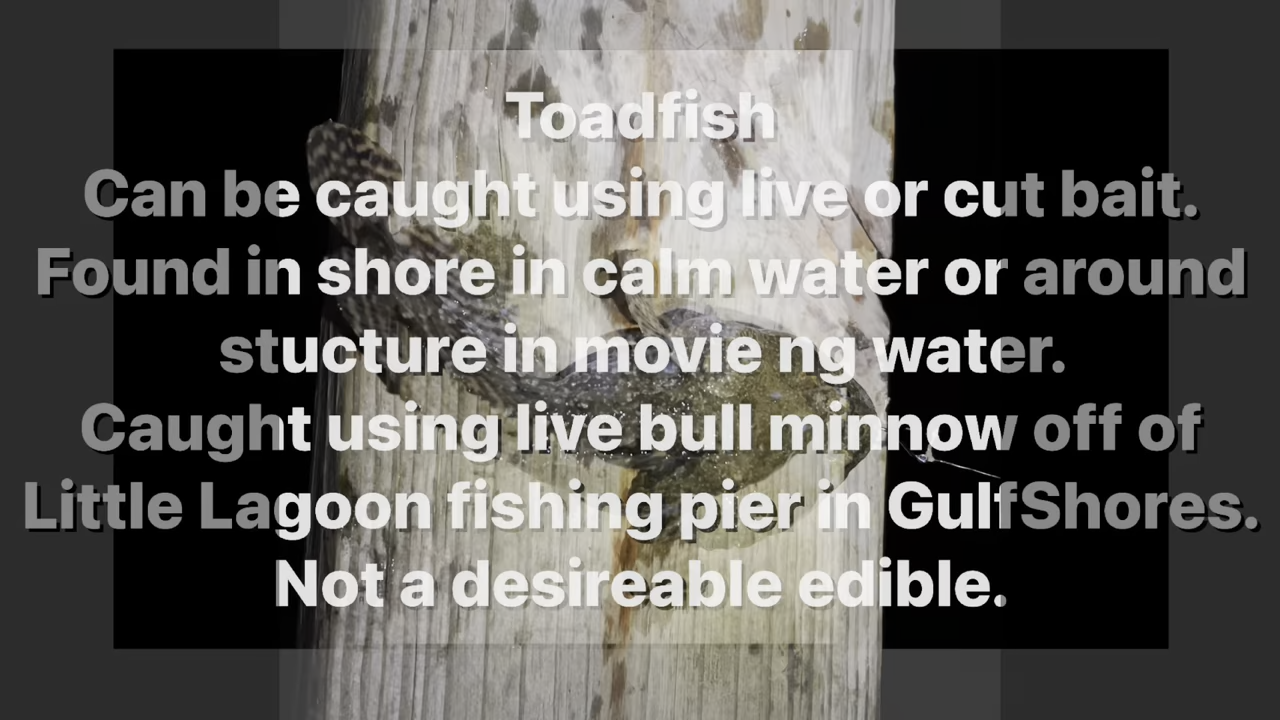 Toadfish
Can be caught using live or cut bait.
Found in shore in calm water or around
stucture in movie ng water.
Caught using live bull minnow off of
Little Lagoon fishing pier in GulfShores.
Not a desireable edible.